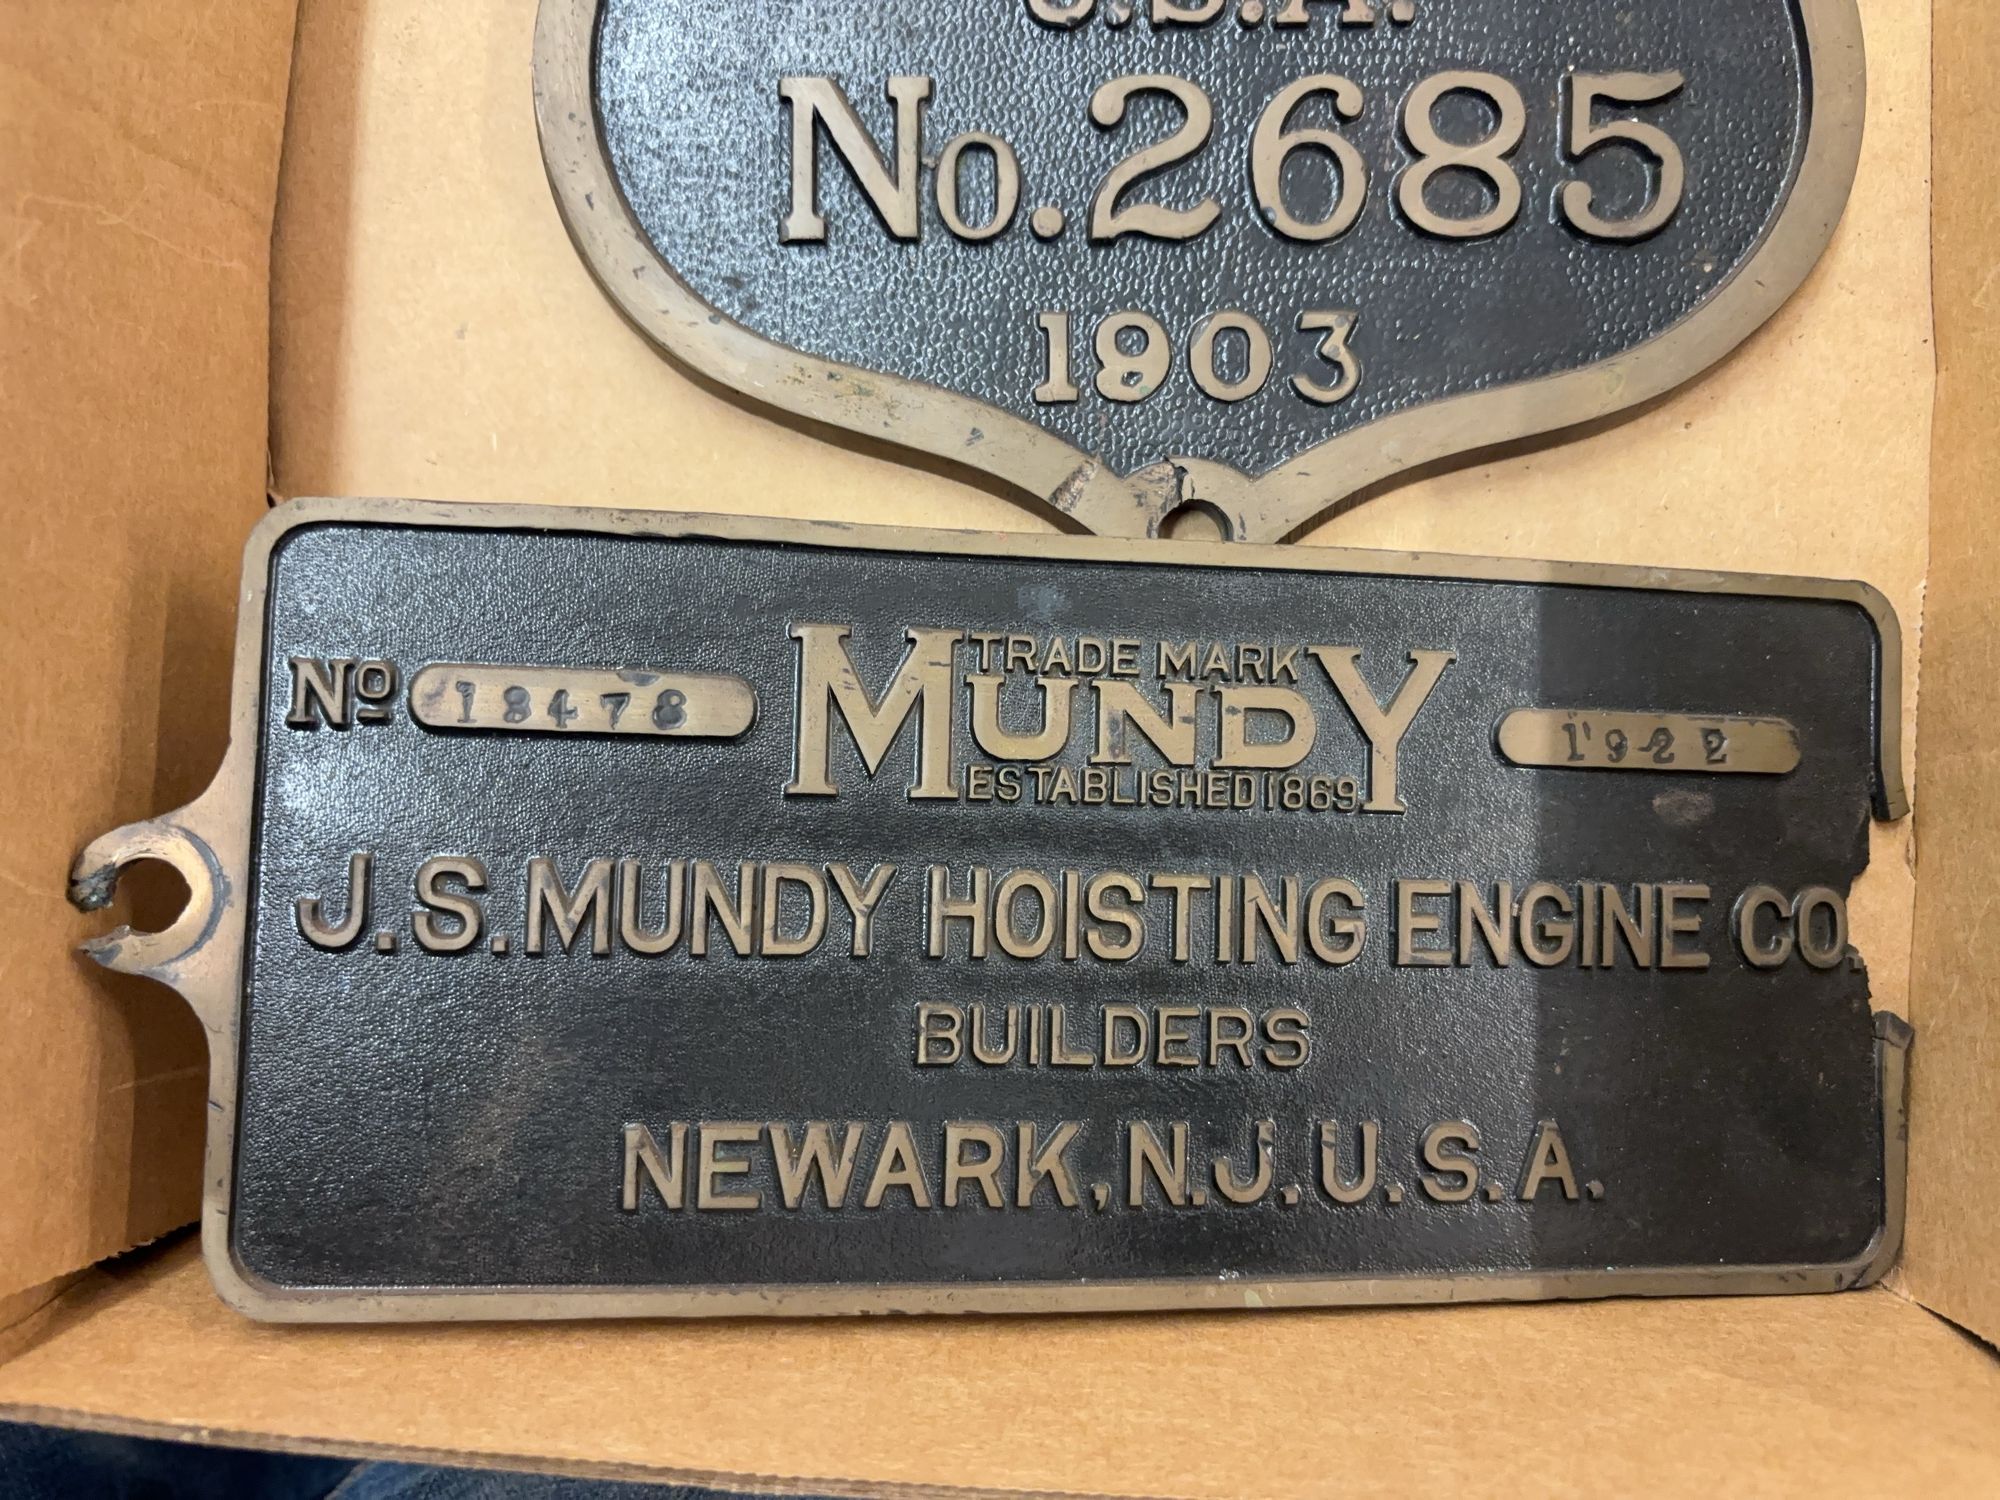 U.S.A.
No. 2685
1903
No 18478
TRADE MARK
MUNDY
ESTABLISHED 1869
1922
J.S. MUNDY HOISTING ENGINE CO.
BUILDERS
NEWARK, N.J. U.S.A.